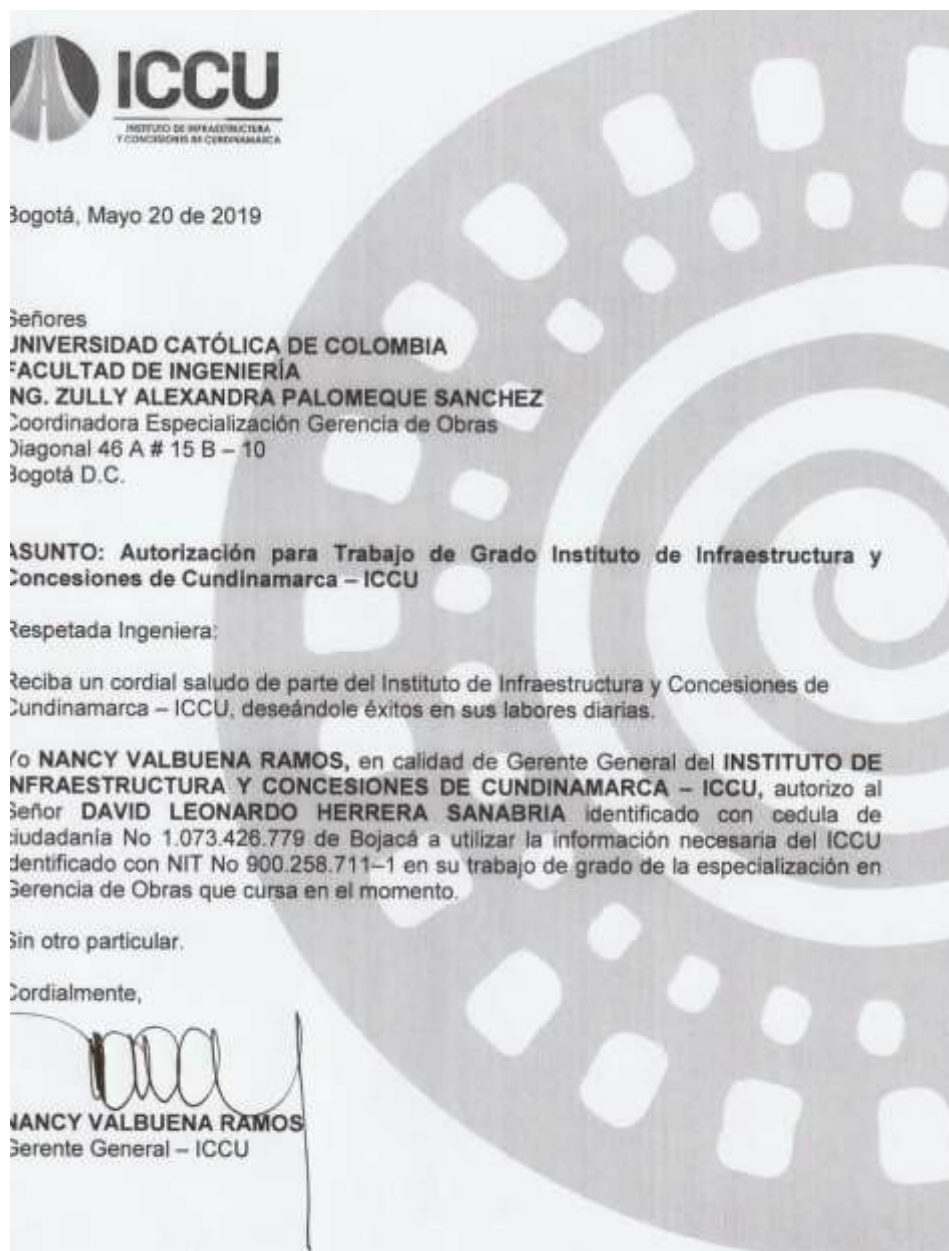 ICCU
INSTITUTO DE INFRAESTRUCTURA
Y CONCESIONES DE CUNDINAMARCA
Bogotá, Mayo 20 de 2019
Señores
UNIVERSIDAD CATÓLICA DE COLOMBIA
FACULTAD DE INGENIERÍA
ING. ZULLY ALEXANDRA PALOMEQUE SANCHEZ
Coordinadora Especialización Gerencia de Obras
Diagonal 46 A # 15 B – 10
Bogotá D.C.
ASUNTO: Autorización para Trabajo de Grado Instituto de Infraestructura y
Concesiones de Cundinamarca – ICCU
Respetada Ingeniera:
Reciba un cordial saludo de parte del Instituto de Infraestructura y Concesiones de
Cundinamarca – ICCU, deseándole éxitos en sus labores diarias.
Yo NANCY VALBUENA RAMOS, en calidad de Gerente General del INSTITUTO DE
INFRAESTRUCTURA Y CONCESIONES DE CUNDINAMARCA – ICCU, autorizo al
Señor DAVID LEONARDO HERRERA SANABRIA identificado con cedula de
ciudadanía No 1.073.426.779 de Bojacá a utilizar la información necesaria del ICCU
identificado con NIT No 900.258.711–1 en su trabajo de grado de la especialización en
Gerencia de Obras que cursa en el momento.
Sin otro particular.
Cordialmente,
NANCY VALBUENA RAMOS
Gerente General – ICCU